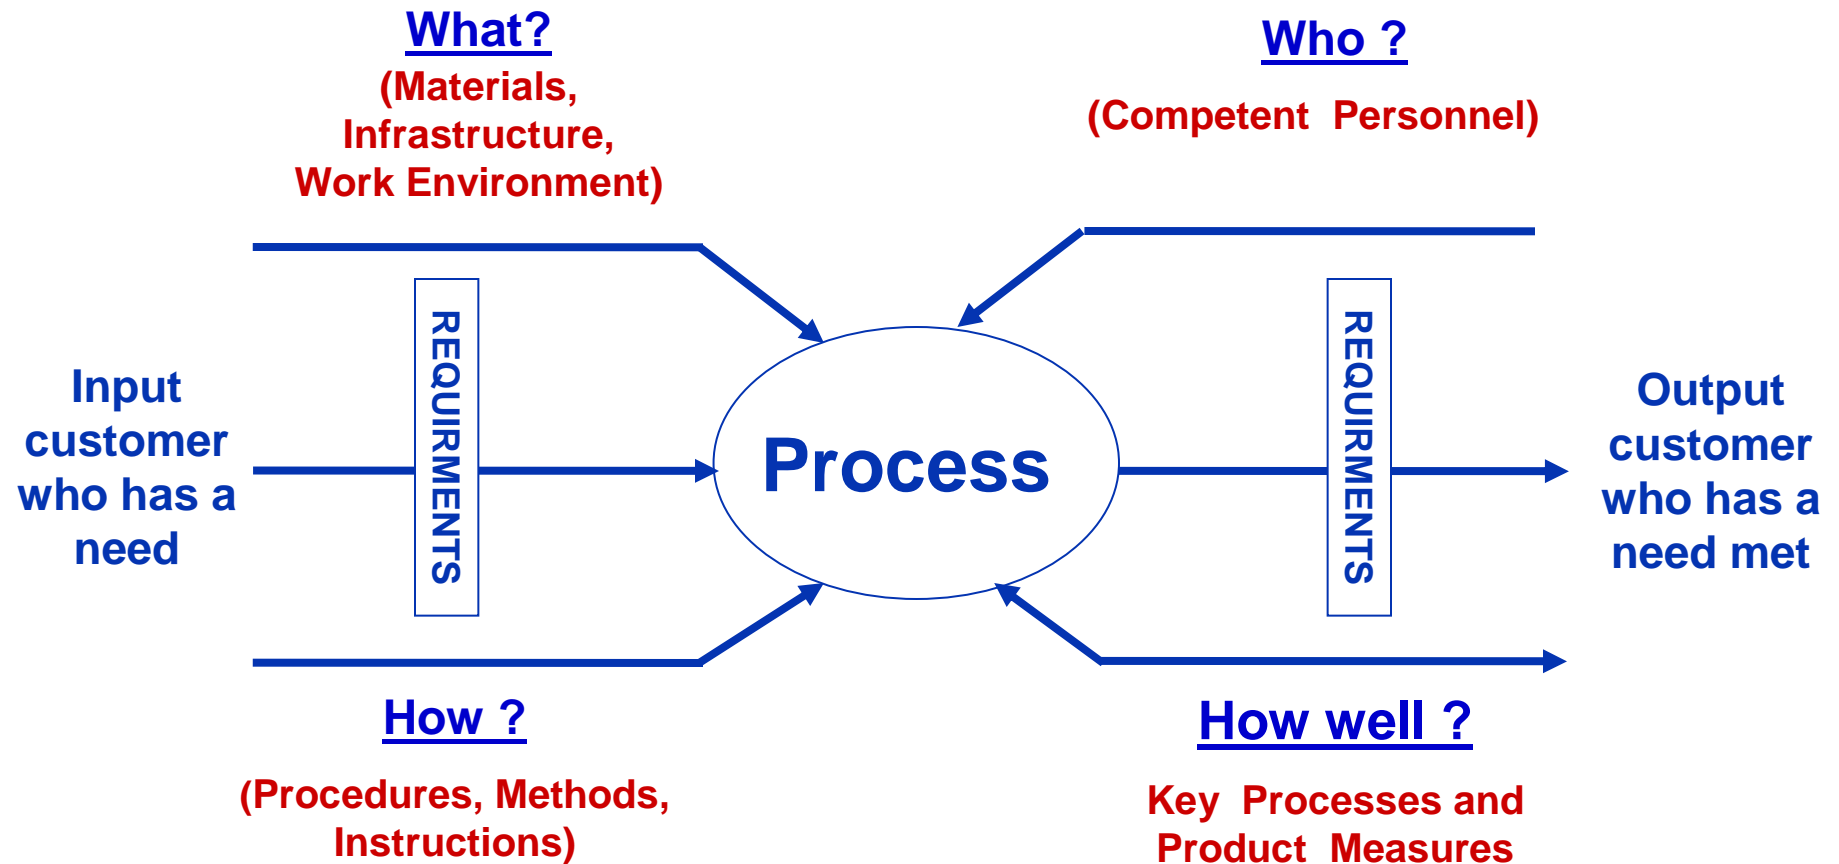 What?
(Materials,
Infrastructure,
Work Environment)
Who ?
(Competent Personnel)
Input
customer
who has a
need
REQUIRMENTS
Process
REQUIRMENTS
Output
customer
who has a
need met
How ?
(Procedures, Methods,
Instructions)
How well ?
Key Processes and
Product Measures